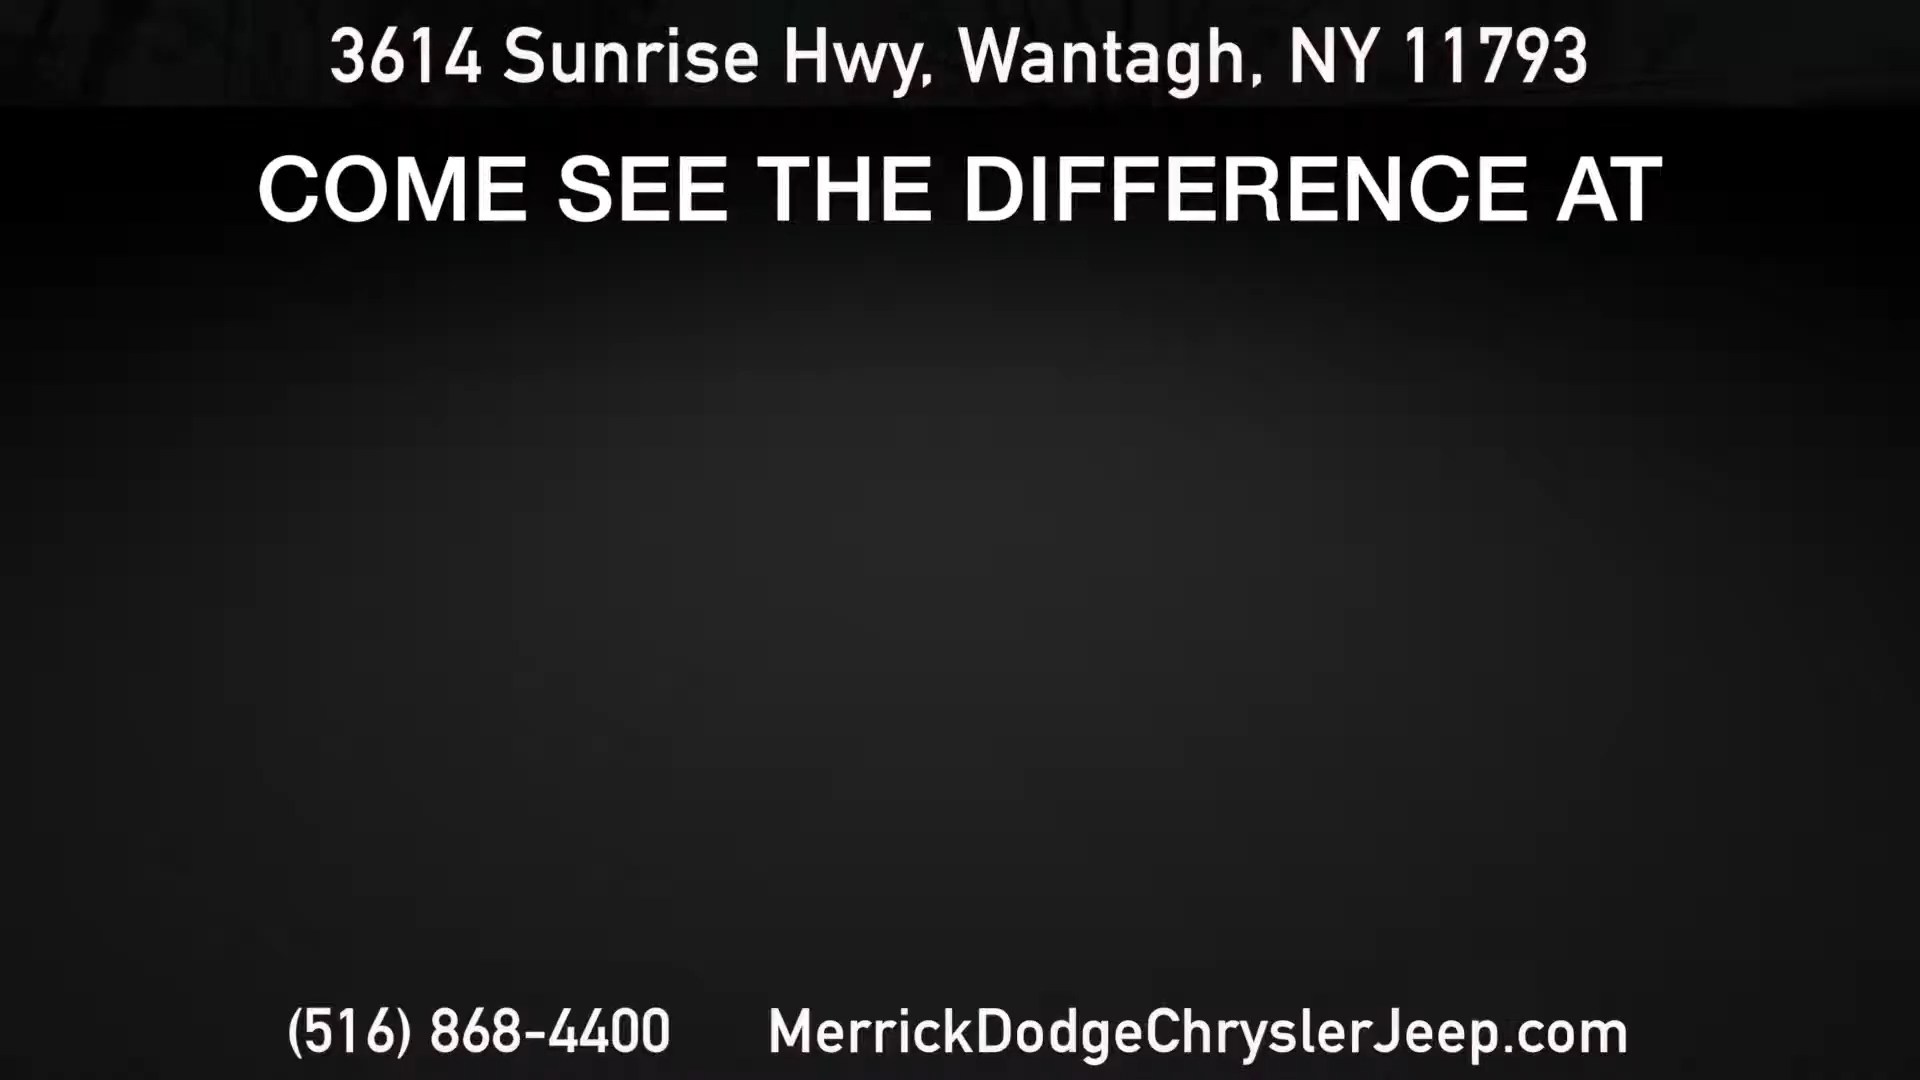 3614 Sunrise Hwy, Wantagh, NY 11793
COME SEE THE DIFFERENCE AT
(516) 868-4400 MerrickDodgeChryslerJeep.com